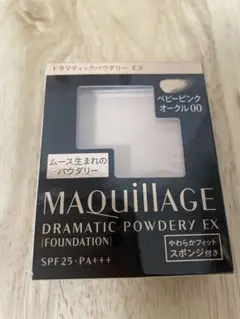 ドラマティックパウダリー EX
ベビーピンク
オークル00
ムース生まれの
パウダリー
MAQuillAGE
DRAMATIC POWDERY EX
(FOUNDATION)
SPF25・PA+++
やわらかフィット
スポンジ付き